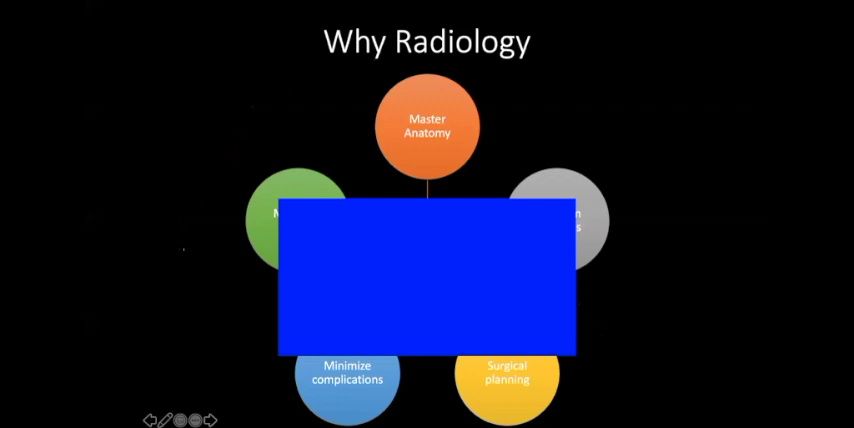 Why Radiology
Master
Anatomy
Minimize
complications
Surgical
planning